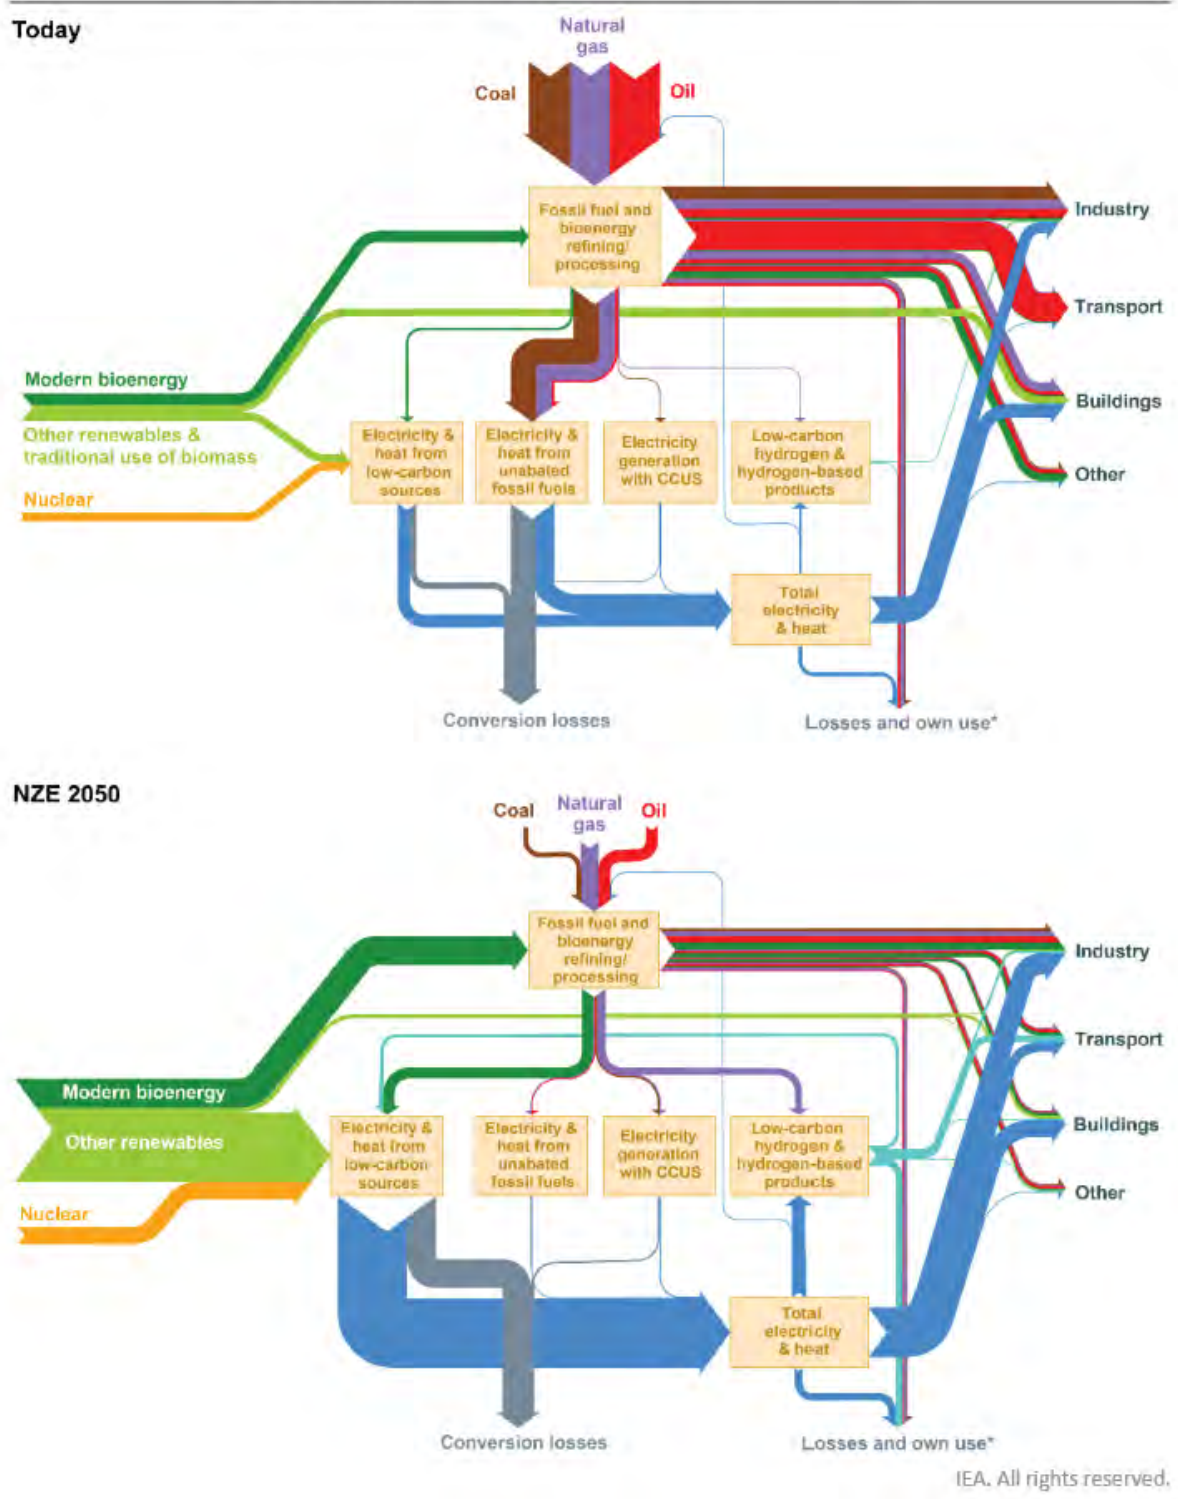 Today
Natural
gas
Coal
Oil
Fossil fuel and
bioenergy
refining/
processing
Industry
Transport
Modern bioenergy
Buildings
Other renewables &
traditional use of biomass
Electricity &
heat from
low-carbon
sources
Electricity &
heat from
unabated
fossil fuels
Electricity
generation
with CCUS
Low-carbon
hydrogen &
hydrogen-based
products
Other
Nuclear
Total
electricity
& heat
Conversion losses
Losses and own use*
NZE 2050
Coal
Natural
gas
Oil
Fossil fuel and
bioenergy
refining/
processing
Industry
Transport
Modern bioenergy
Other renewables
Buildings
Electricity &
heat from
low-carbon
sources
Electricity &
heat from
unabated
fossil fuels
Electricity
generation
with CCUS
Low-carbon
hydrogen &
hydrogen-based
products
Other
Nuclear
Total
electricity
& heat
Conversion losses
Losses and own use*
IEA. All rights reserved.